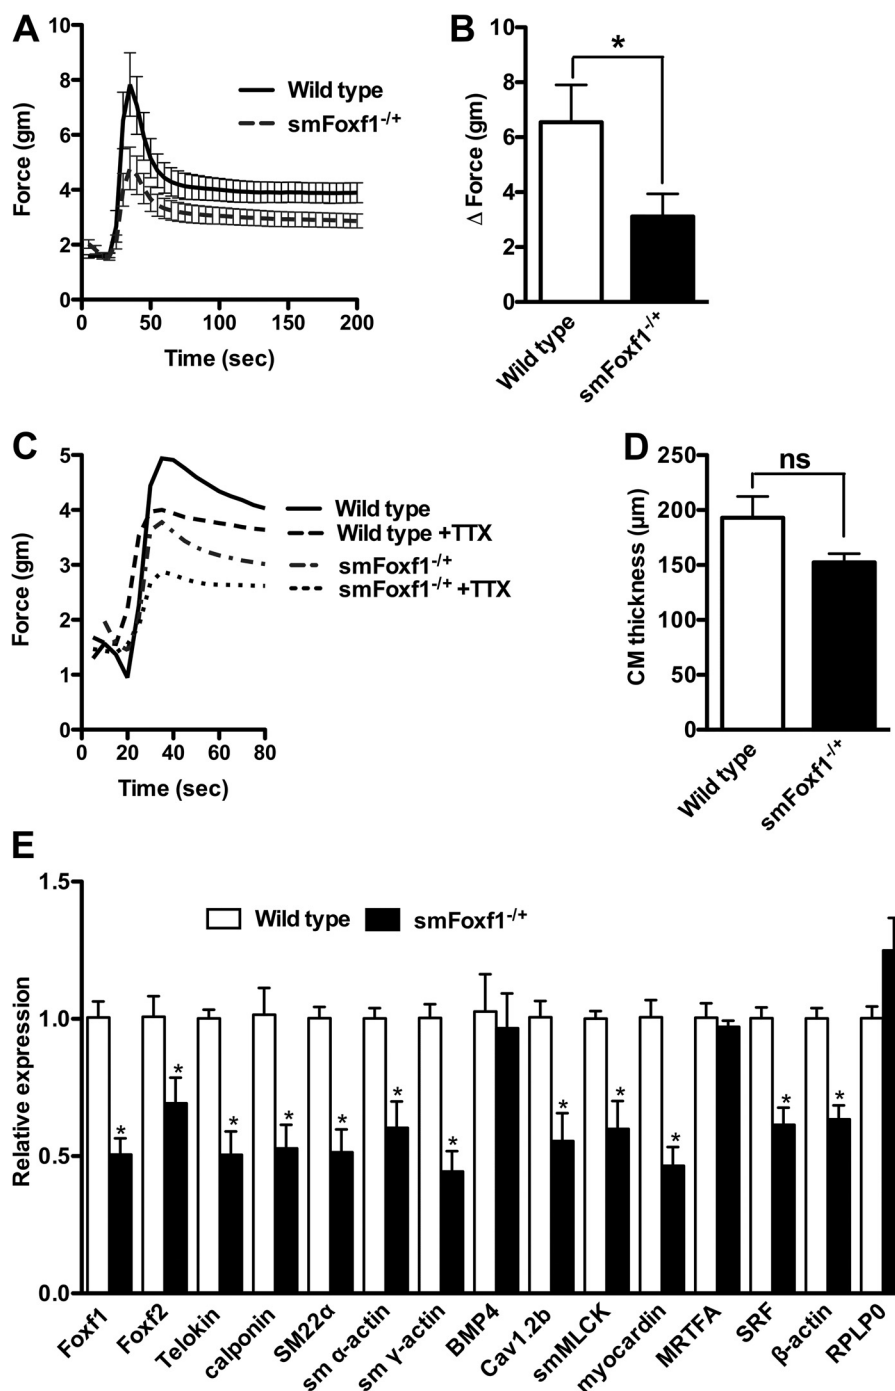 A
Force (gm)
10
8
6
4
2
0
0 50 100 150 200
Time (sec)
Wild type
smFoxf1-/+
B
Δ Force (gm)
10
8
6
4
2
0
*
Wild type
smFoxf1-/+
C
Force (gm)
5
4
3
2
1
0
0 20 40 60 80
Time (sec)
Wild type
Wild type +TTX
smFoxf1-/+
smFoxf1-/+ +TTX
D
CM thickness (µm)
250
200
150
100
50
0
ns
Wild type
smFoxf1-/+
E
Relative expression
1.5
1.0
0.5
0.0
Wild type smFoxf1-/+
* * * * * * * * * * * *
Foxf1
Foxf2
Telokin
calponin
SM22α
sm α-actin
sm γ-actin
BMP4
Cav1.2b
smMLCK
myocardin
MRTFA
SRF
β-actin
RPLP0